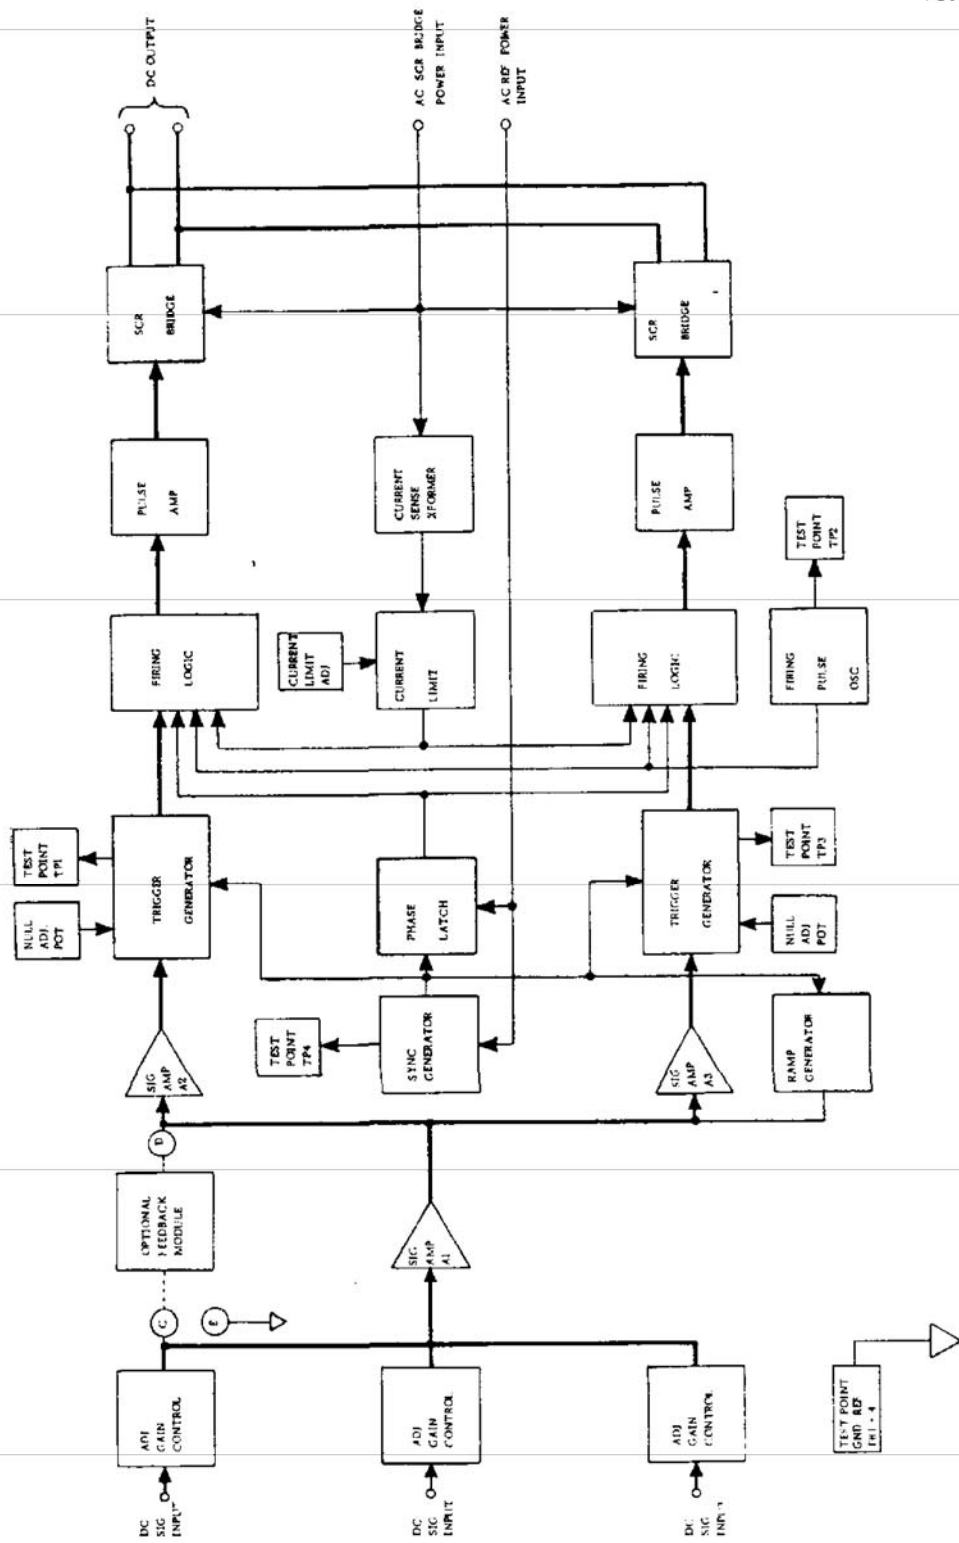 DC OUTPUT
AC SCR BRIDGE
POWER INPUT
AC REF POWER
INPUT
SCR
BRIDGE
SCR
BRIDGE
PULSE
AMP
CURRENT
SENSE
XFORMER
PULSE
AMP
TEST
POINT
TP2
FIRING
LOGIC
CURRENT
LIMIT
ADJ
CURRENT
LIMIT
FIRING
LOGIC
FIRING
PULSE
OSC
TEST
POINT
TP1
NULL
ADJ.
POT
TRIGGER
GENERATOR
PHASE
LATCH
TRIGGER
GENERATOR
TEST
POINT
TP3
NULL
ADJ
POT
TEST
POINT
TP4
SYNC
GENERATOR
RAMP
GENERATOR
SIG
AMP
A2
SIG
AMP
A3
D
OPTIONAL
FEEDBACK
MODULE
C
E
SIG
AMP
A1
ADJ
GAIN
CONTROL
ADJ
GAIN
CONTROL
ADJ
GAIN
CONTROL
TEST POINT
GND REF
DC
SIG
INPUT
DC
SIG
INPUT
DC
SIG
INPUT